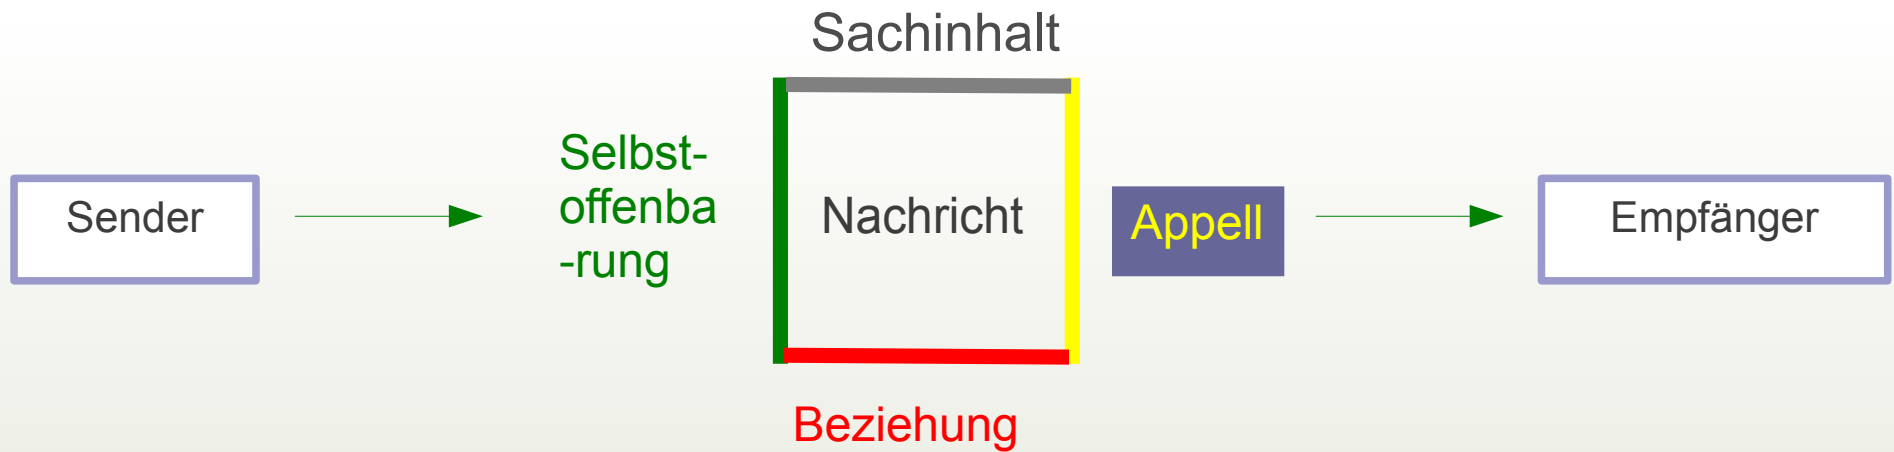 Sachinhalt
Sender
Selbst-
offenba
-rung
Nachricht
Appell
Empfänger
Beziehung